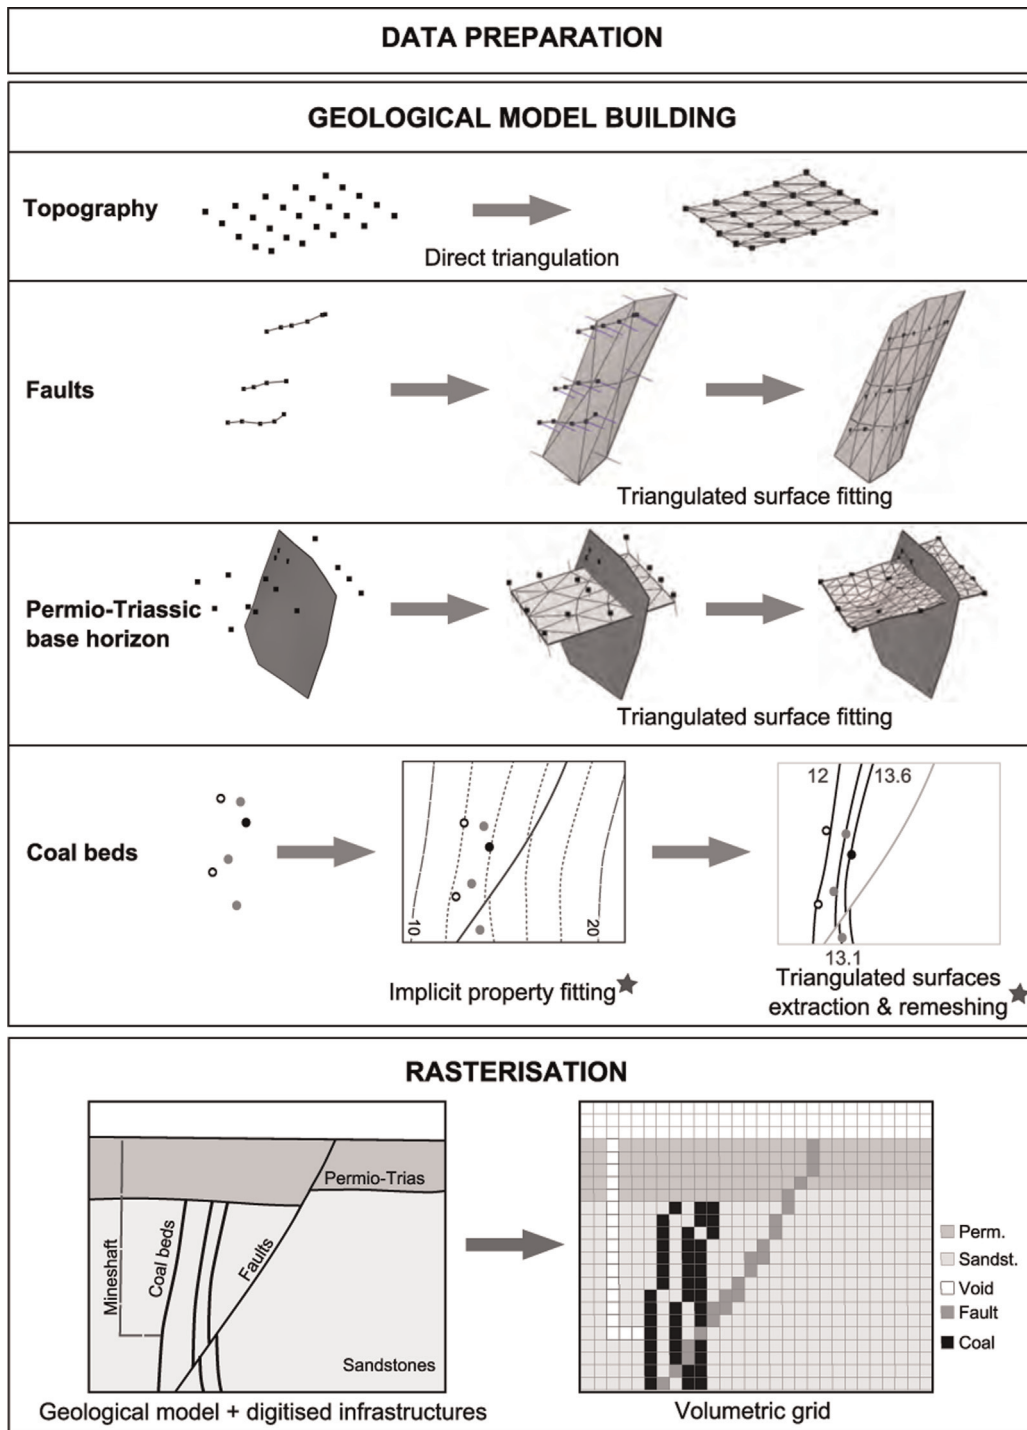 DATA PREPARATION
GEOLOGICAL MODEL BUILDING
Topography
Direct triangulation
Faults
Triangulated surface fitting
Permio-Triassic
base horizon
Triangulated surface fitting
Coal beds
10
20
12
13.6
13.1
Implicit property fitting
Triangulated surfaces
extraction & remeshing
RASTERISATION
Permio-Trias
Mineshaft
Coal beds
Faults
Sandstones
Geological model + digitised infrastructures
Perm.
Sandst.
Void
Fault
Coal
Volumetric grid